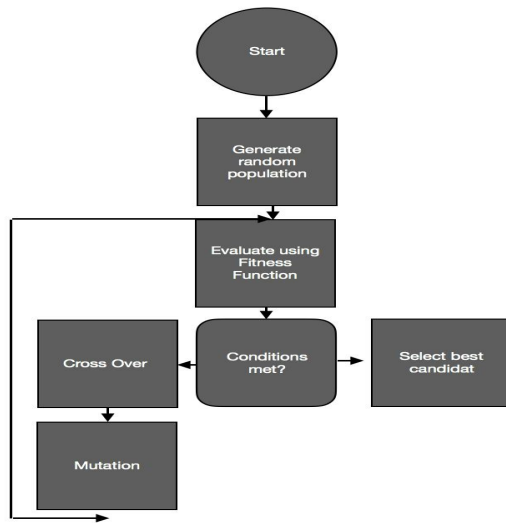 Start
Generate
random
population
Evaluate using
Fitness
Function
Conditions
met?
Cross Over
Select best
candidat
Mutation